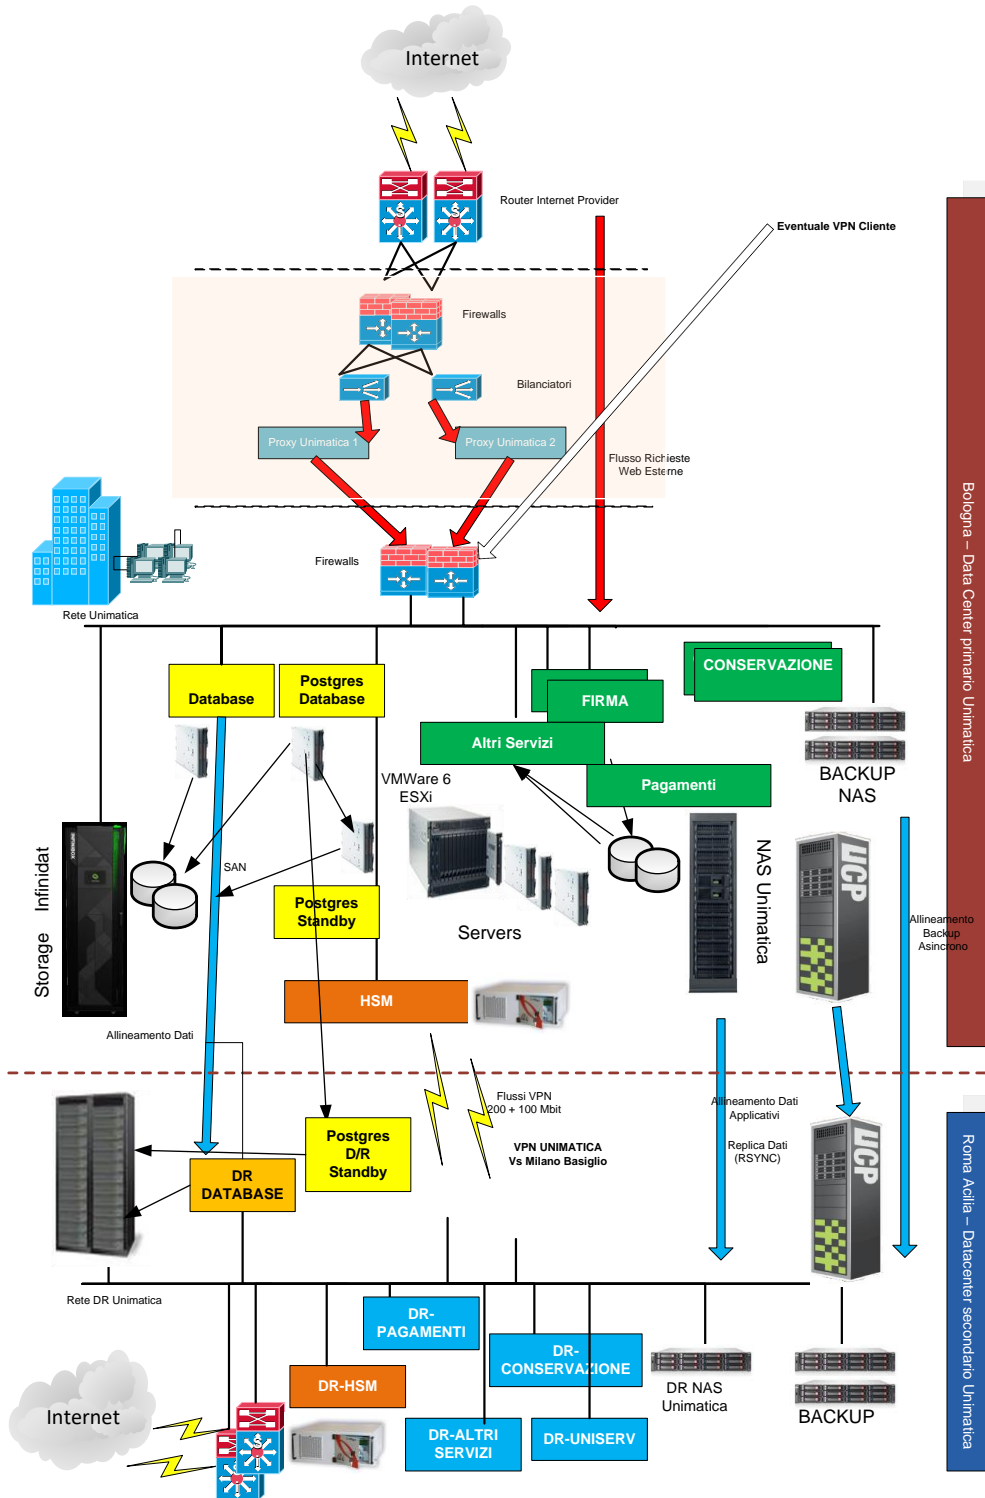 Internet
Router Internet Provider
Eventuale VPN Cliente
Firewalls
Bilanciatori
Proxy Unimatica 1
Proxy Unimatica 2
Flusso Richieste
Web Esterne
Firewalls
Rete Unimatica
Bologna – Data Center primario Unimatica
Database
Postgres
Database
CONSERVAZIONE
FIRMA
Altri Servizi
Pagamenti
VMWare 6
ESXi
BACKUP
NAS
Storage Infinidat
SAN
Postgres
Standby
Servers
NAS Unimatica
UCP
Allineamento
Backup
Asincrono
HSM
Allineamento Dati
Flussi VPN
200 + 100 Mbit
VPN UNIMATICA
Vs Milano Basiglio
Allineamento Dati
Applicativi
Replica Dati
(RSYNC)
UCP
Postgres
D/R
Standby
DR
DATABASE
Roma Acilia – Datacenter secondario Unimatica
Rete DR Unimatica
DR-
PAGAMENTI
DR-
CONSERVAZIONE
DR-HSM
DR NAS
Unimatica
BACKUP
Internet
DR-ALTRI
SERVIZI
DR-UNISERV